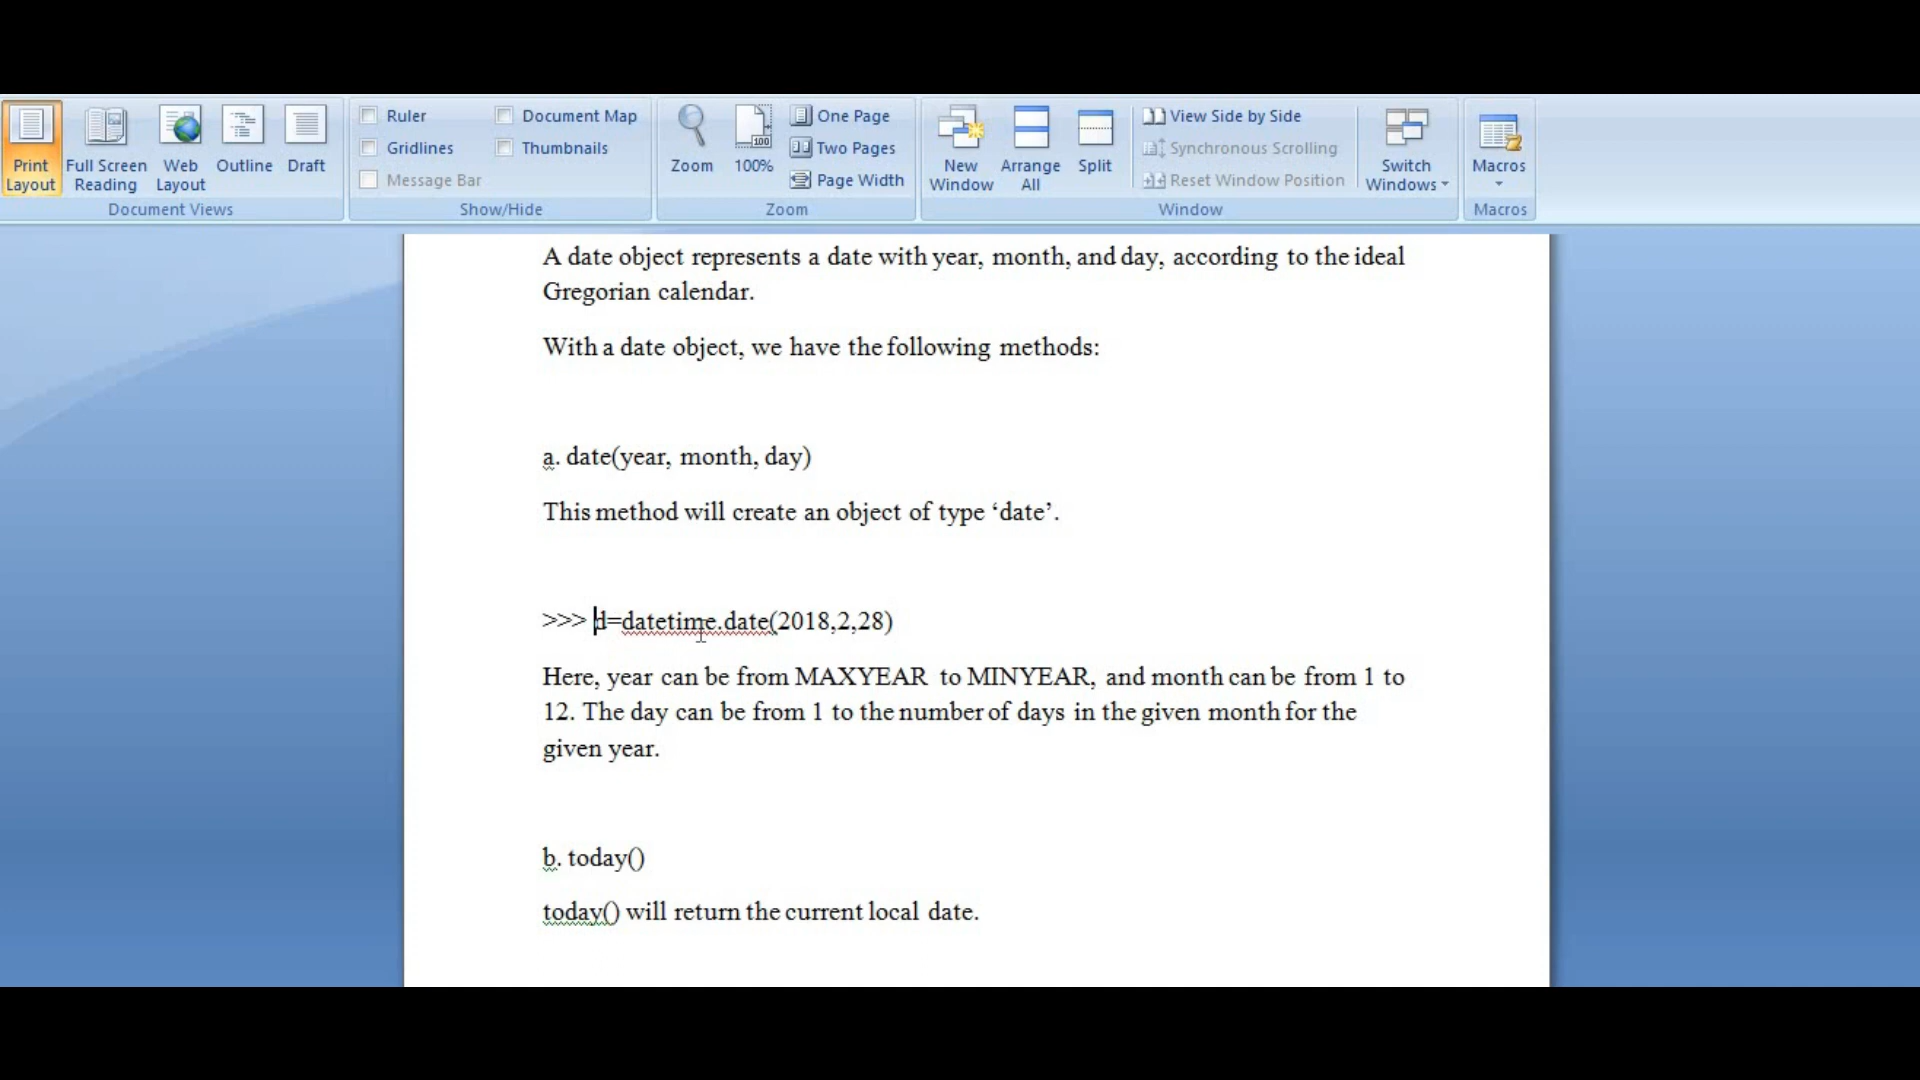 Print Layout
Full Screen Reading
Web Layout
Outline
Draft
Document Views
Ruler
Gridlines
Message Bar
Document Map
Thumbnails
Show/Hide
Zoom
100
100%
One Page
Two Pages
Page Width
Zoom
New Window
Arrange All
Split
View Side by Side
Synchronous Scrolling
Reset Window Position
Window
Switch Windows
Macros
Macros
A date object represents a date with year, month, and day, according to the ideal
Gregorian calendar.
With a date object, we have the following methods:
a. date(year, month, day)
This method will create an object of type ‘date’.
>>> d=datetime.date(2018,2,28)
Here, year can be from MAXYEAR to MINYEAR, and month can be from 1 to
12. The day can be from 1 to the number of days in the given month for the
given year.
b. today()
today() will return the current local date.